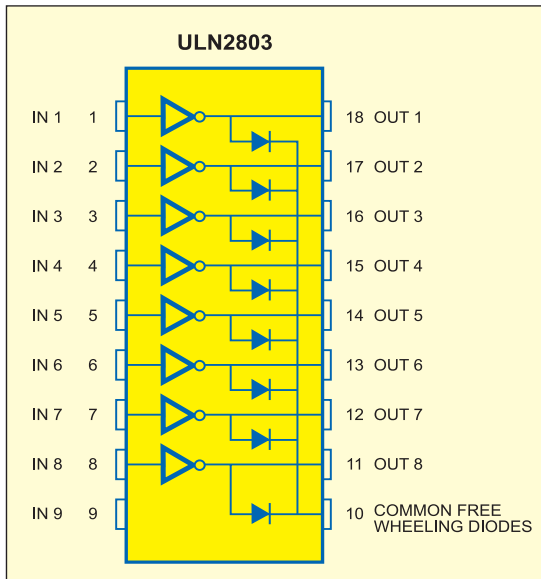 ULN2803
IN 1 1 18 OUT 1
IN 2 2 17 OUT 2
IN 3 3 16 OUT 3
IN 4 4 15 OUT 4
IN 5 5 14 OUT 5
IN 6 6 13 OUT 6
IN 7 7 12 OUT 7
IN 8 8 11 OUT 8
IN 9 9 10 COMMON FREE
WHEELING DIODES